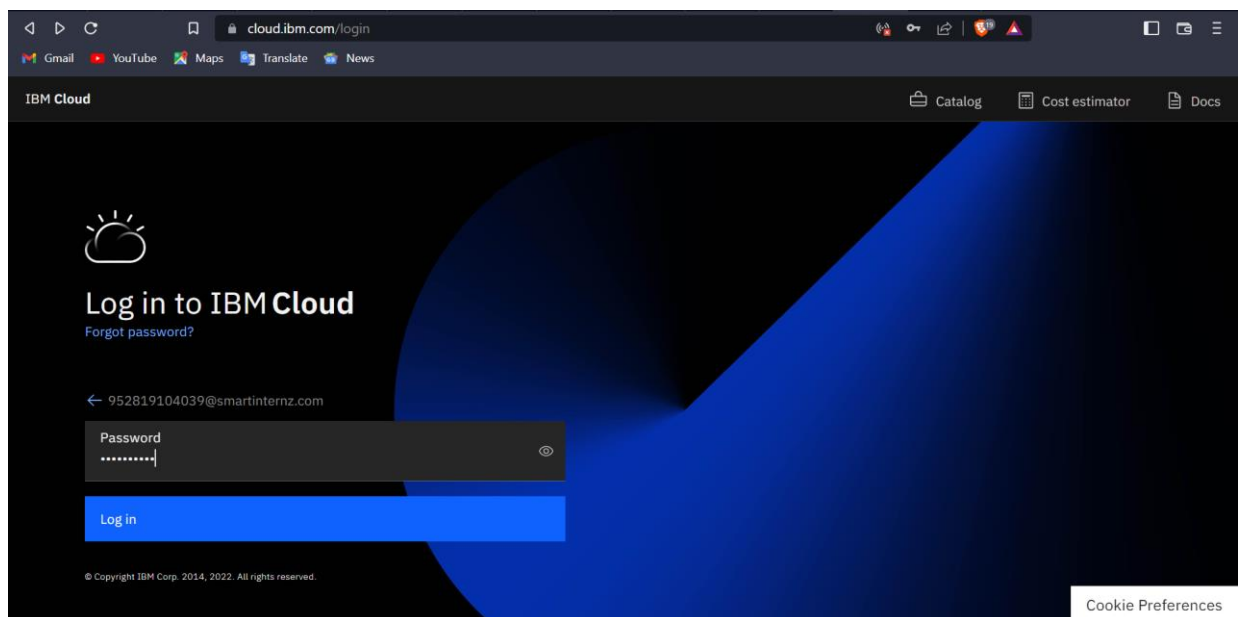 cloud.ibm.com/login
19
Gmail YouTube Maps Translate News
IBM Cloud Catalog Cost estimator Docs
Log in to IBM Cloud
Forgot password?
← 952819104039@smartinternz.com
Password
••••••••••
Log in
© Copyright IBM Corp. 2014, 2022. All rights reserved.
Cookie Preferences